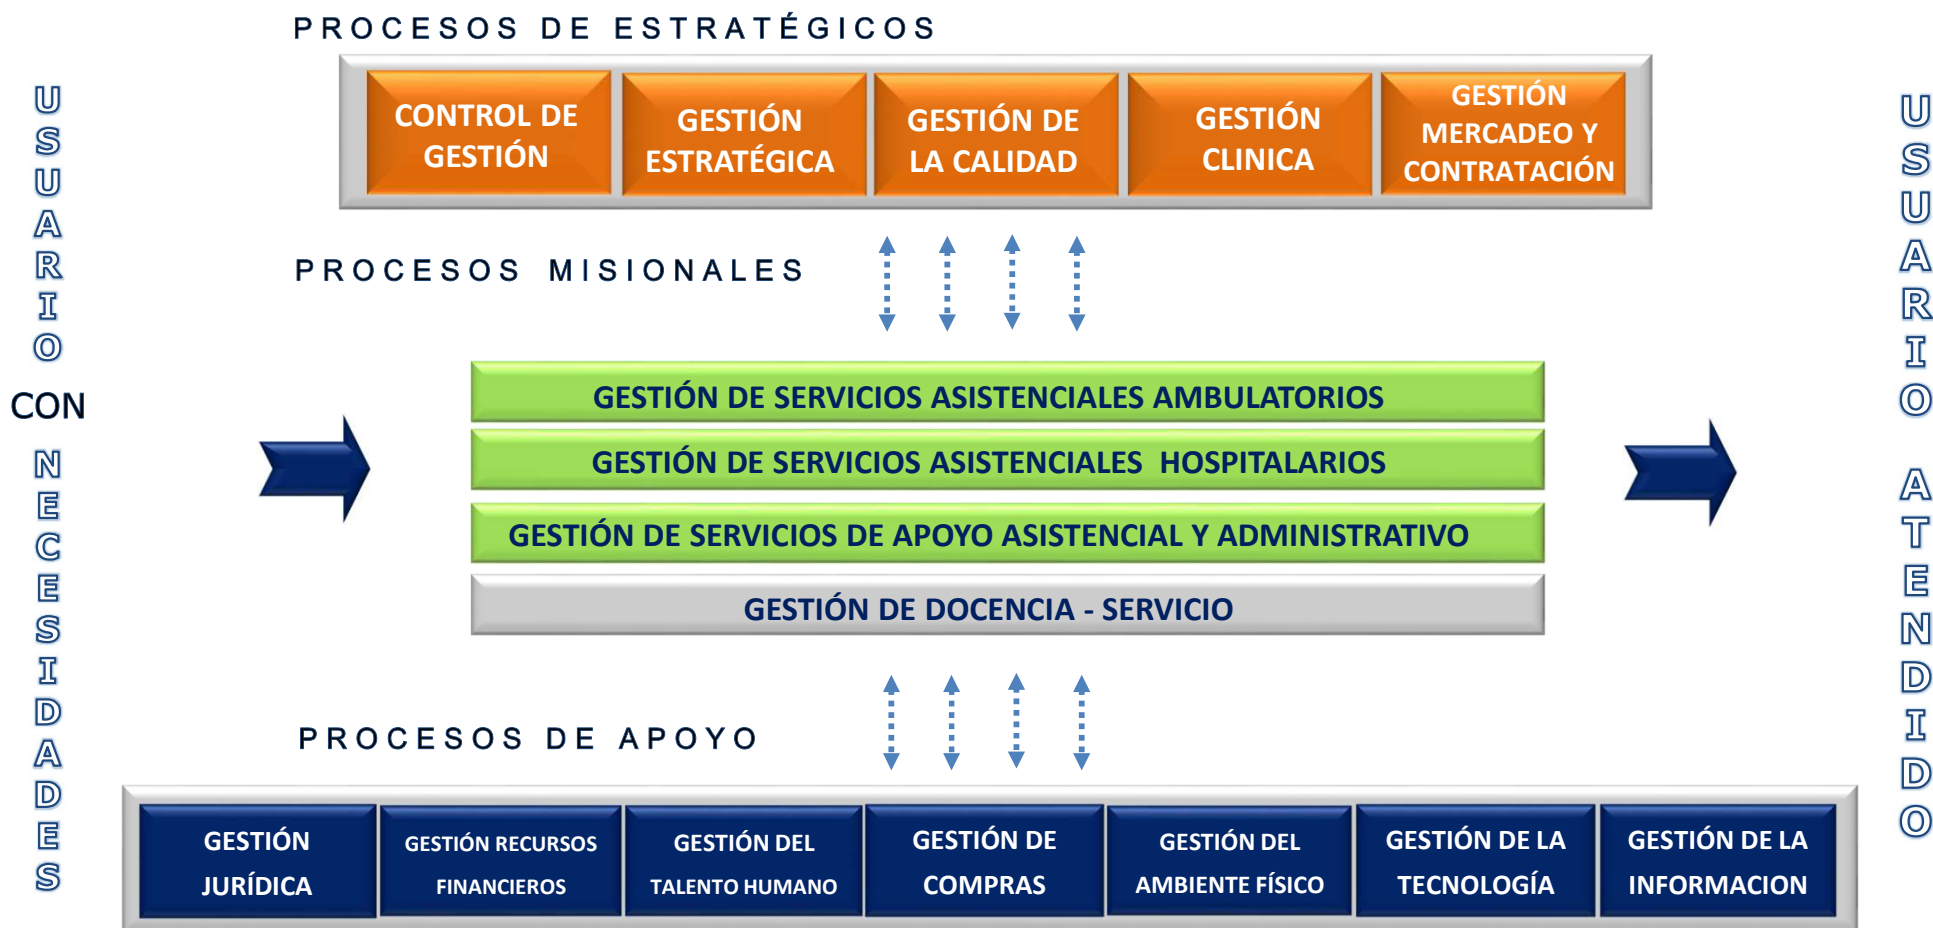 PROCESOS DE ESTRATÉGICOS
CONTROL DE
GESTIÓN
GESTIÓN
ESTRATÉGICA
GESTIÓN DE
LA CALIDAD
GESTIÓN
CLINICA
GESTIÓN
MERCADEO Y
CONTRATACIÓN
USUARIO
CON
NECESIDADES
PROCESOS MISIONALES
GESTIÓN DE SERVICIOS ASISTENCIALES AMBULATORIOS
GESTIÓN DE SERVICIOS ASISTENCIALES HOSPITALARIOS
GESTIÓN DE SERVICIOS DE APOYO ASISTENCIAL Y ADMINISTRATIVO
GESTIÓN DE DOCENCIA - SERVICIO
USUARIO ATENDIDO
PROCESOS DE APOYO
GESTIÓN
JURÍDICA
GESTIÓN RECURSOS
FINANCIEROS
GESTIÓN DEL
TALENTO HUMANO
GESTIÓN DE
COMPRAS
GESTIÓN DEL
AMBIENTE FÍSICO
GESTIÓN DE LA
TECNOLOGÍA
GESTIÓN DE LA
INFORMACION